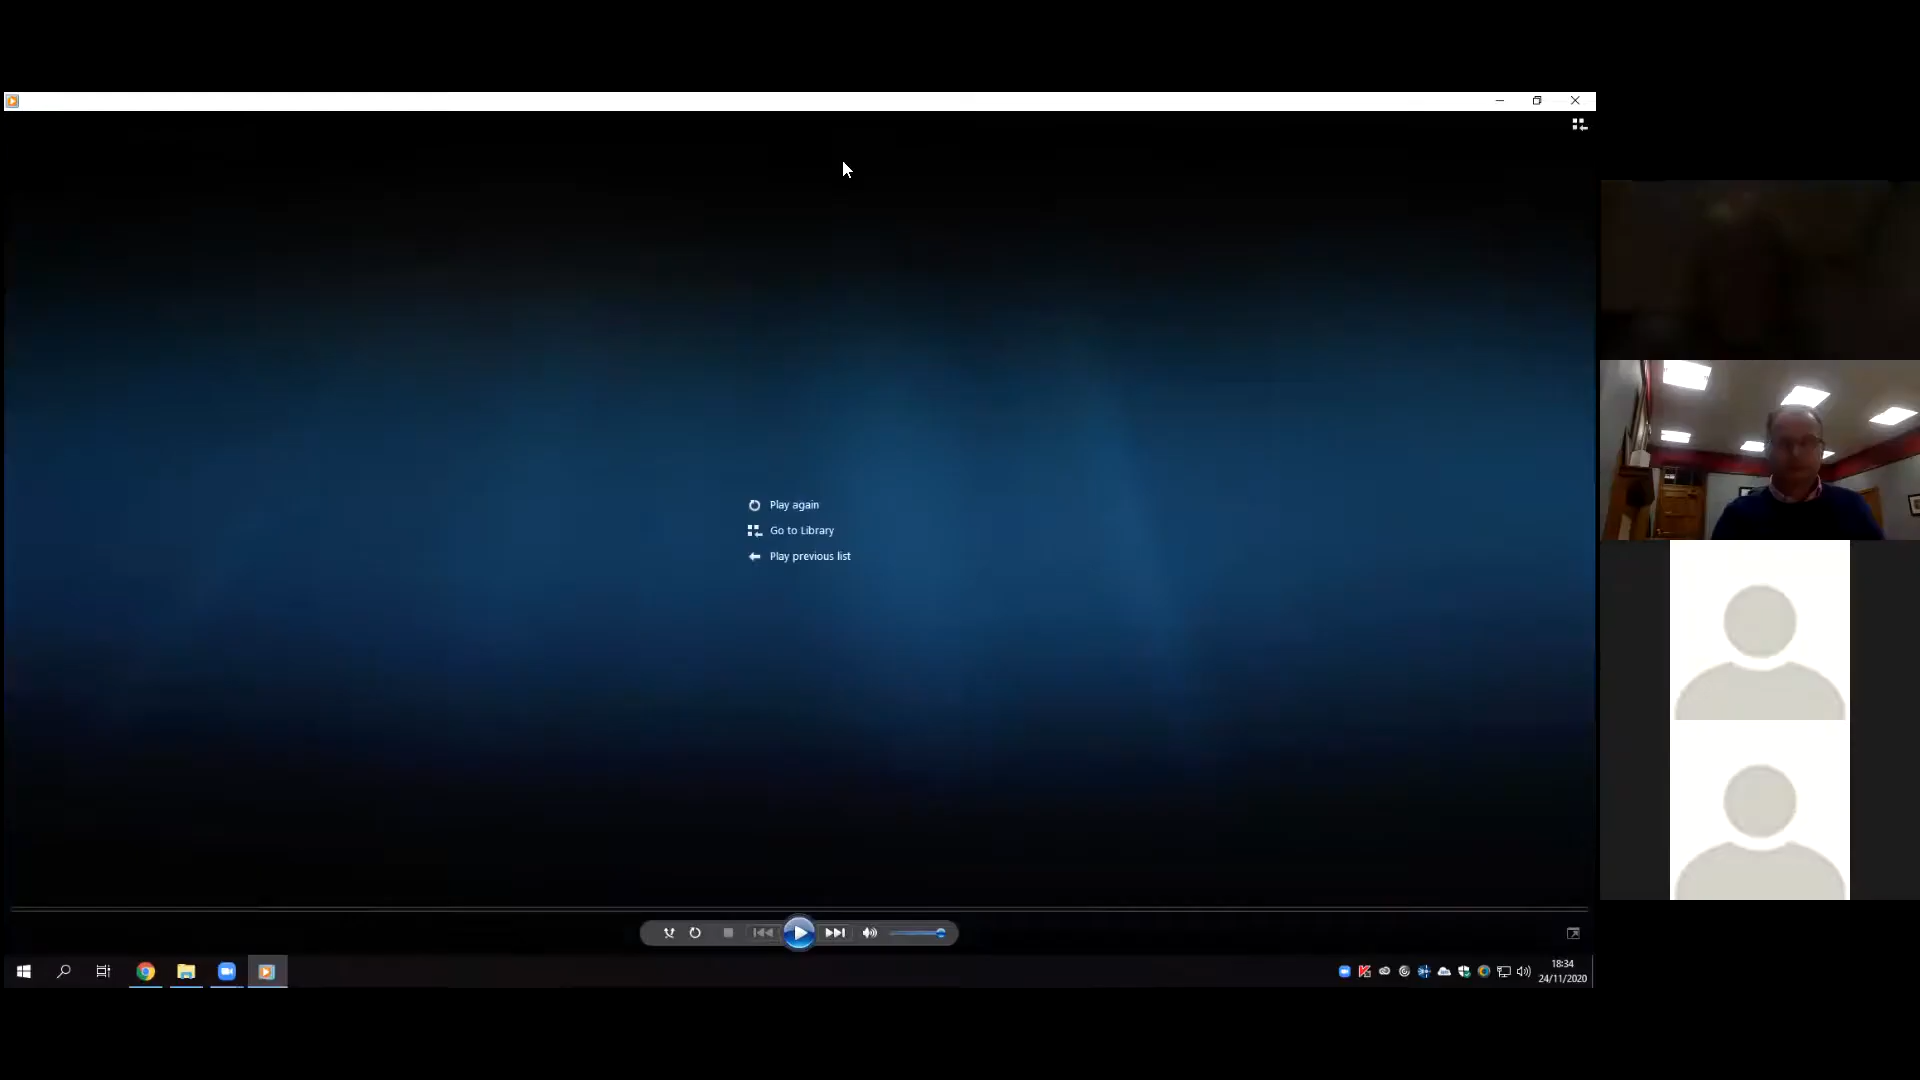 Play again
Go to Library
Play previous list
18:34
24/11/2020